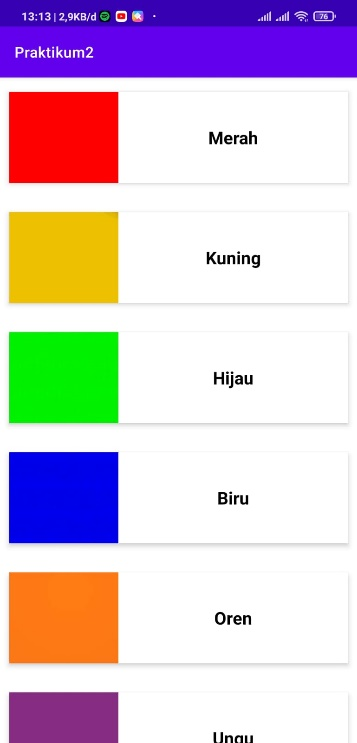 13:13 | 2,9KB/d
76
Praktikum2
Merah
Kuning
Hijau
Biru
Oren
Ungu